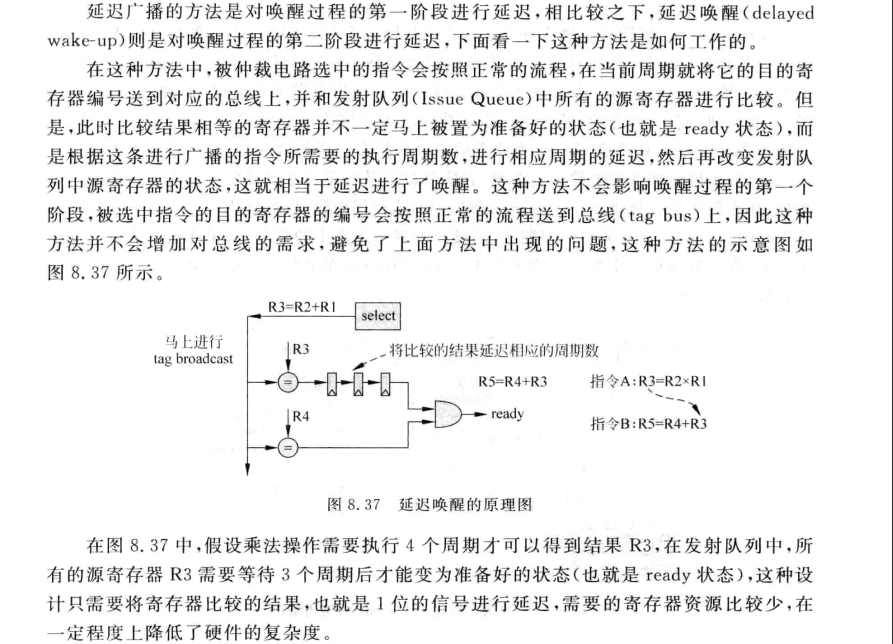 延迟广播的方法是对唤醒过程的第一阶段进行延迟,相比较之下,延迟唤醒(delayed
wake-up)则是对唤醒过程的第二阶段进行延迟,下面看一下这种方法是如何工作的。
在这种方法中,被仲裁电路选中的指令会按照正常的流程,在当前周期就将它的目的寄
存器编号送到对应的总线上,并和发射队列(Issue Queue)中所有的源寄存器进行比较。但
是,此时比较结果相等的寄存器并不一定马上被置为准备好的状态(也就是 ready 状态),而
是根据这条进行广播的指令所需要的执行周期数,进行相应周期的延迟,然后再改变发射队
列中源寄存器的状态,这就相当于延迟进行了唤醒。这种方法不会影响唤醒过程的第一个
阶段,被选中指令的目的寄存器的编号会按照正常的流程送到总线(tag bus)上,因此这种
方法并不会增加对总线的需求,避免了上面方法中出现的问题,这种方法的示意图如
图 8.37 所示。
R3=R2+R1
select
马上进行
tag broadcast
R3
将比较的结果延迟相应的周期数
=
R5=R4+R3
指令A:R3=R2×R1
R4
ready
指令B:R5=R4+R3
=
图 8.37 延迟唤醒的原理图
在图 8.37 中,假设乘法操作需要执行 4 个周期才可以得到结果 R3,在发射队列中,所
有的源寄存器 R3 需要等待 3 个周期后才能变为准备好的状态(也就是 ready 状态),这种设
计只需要将寄存器比较的结果,也就是 1 位的信号进行延迟,需要的寄存器资源比较少,在
一定程度上降低了硬件的复杂度。